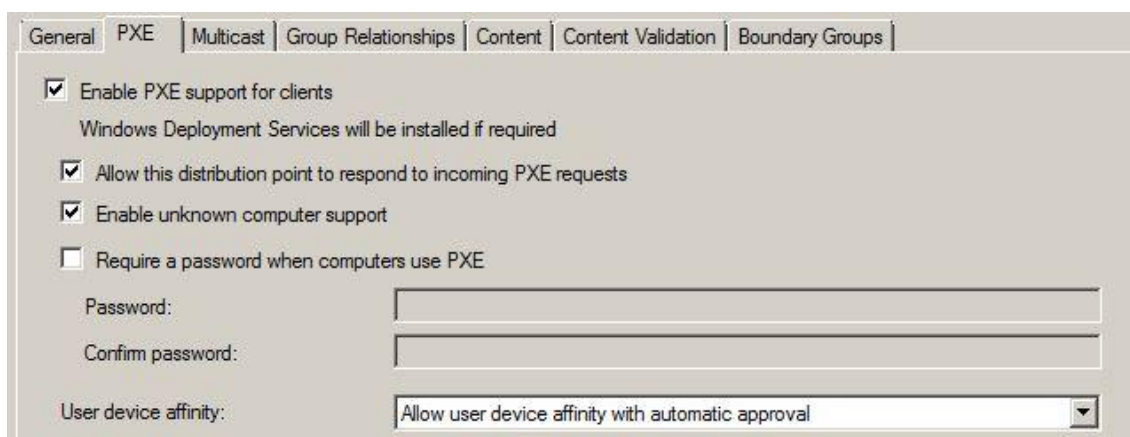 General PXE Multicast Group Relationships Content Content Validation Boundary Groups
Enable PXE support for clients
Windows Deployment Services will be installed if required
Allow this distribution point to respond to incoming PXE requests
Enable unknown computer support
Require a password when computers use PXE
Password:
Confirm password:
User device affinity: Allow user device affinity with automatic approval